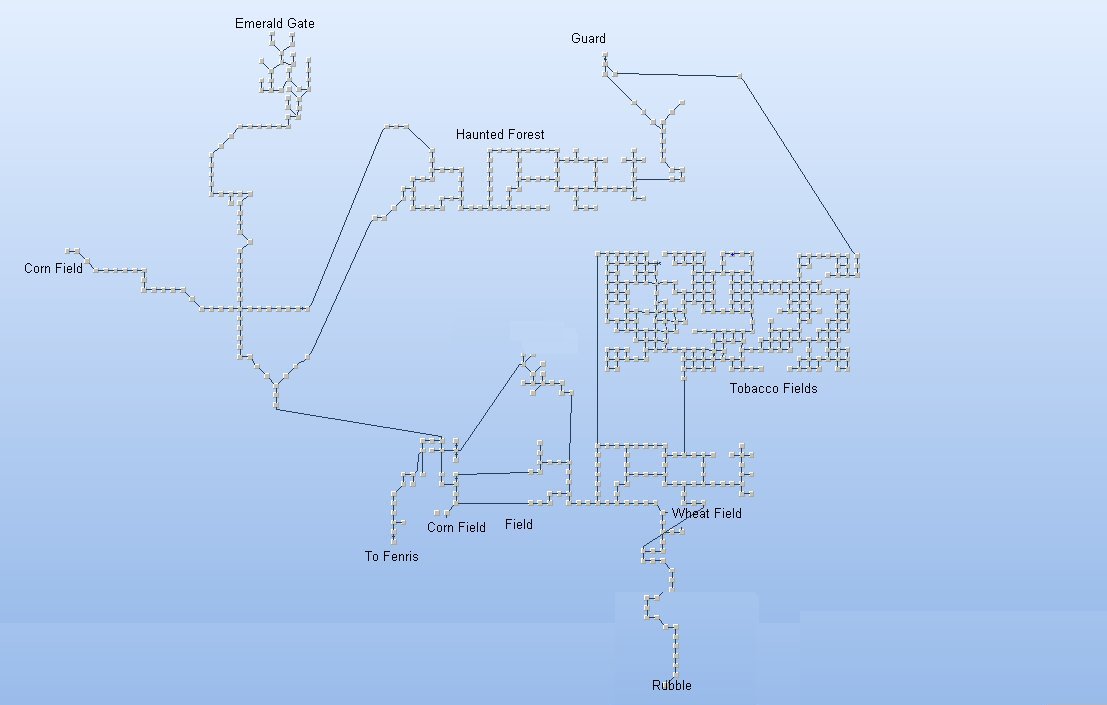 Emerald Gate
Guard
Haunted Forest
Corn Field
Tobacco Fields
Wheat Field
Field
Corn Field
To Fenris
Rubble